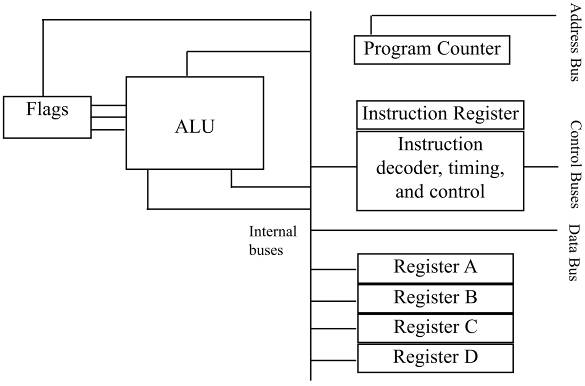 Address Bus
Program Counter
Flags
ALU
Instruction Register
Instruction
decoder, timing,
and control
Control Buses
Internal
buses
Data Bus
Register A
Register B
Register C
Register D